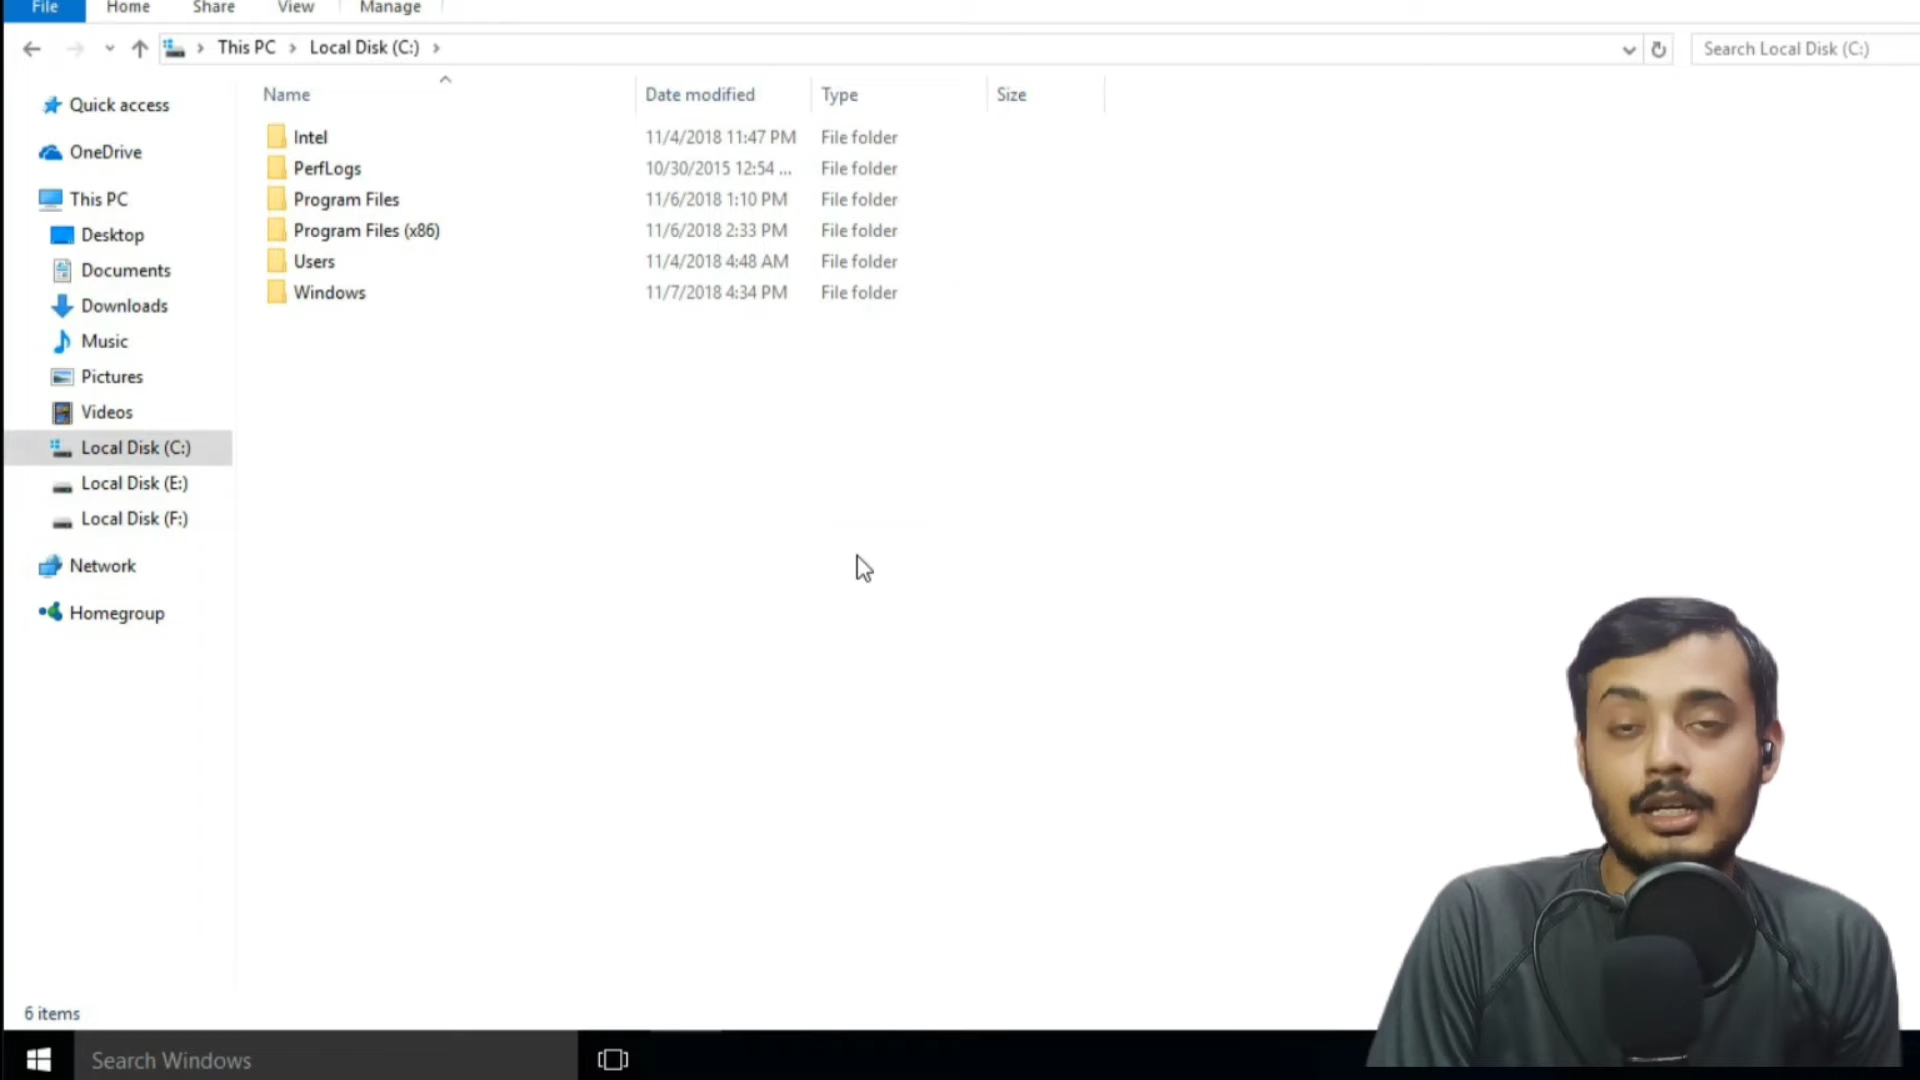 File Home Share View Manage
This PC Local Disk (C:) Search Local Disk (C:)
Name Date modified Type Size
Quick access
OneDrive
This PC
Desktop
Documents
Downloads
Music
Pictures
Videos
Local Disk (C:)
Local Disk (E:)
Local Disk (F:)
Network
Homegroup
Intel 11/4/2018 11:47 PM File folder
PerfLogs 10/30/2015 12:54 ... File folder
Program Files 11/6/2018 1:10 PM File folder
Program Files (x86) 11/6/2018 2:33 PM File folder
Users 11/4/2018 4:48 AM File folder
Windows 11/7/2018 4:34 PM File folder
6 items
Search Windows